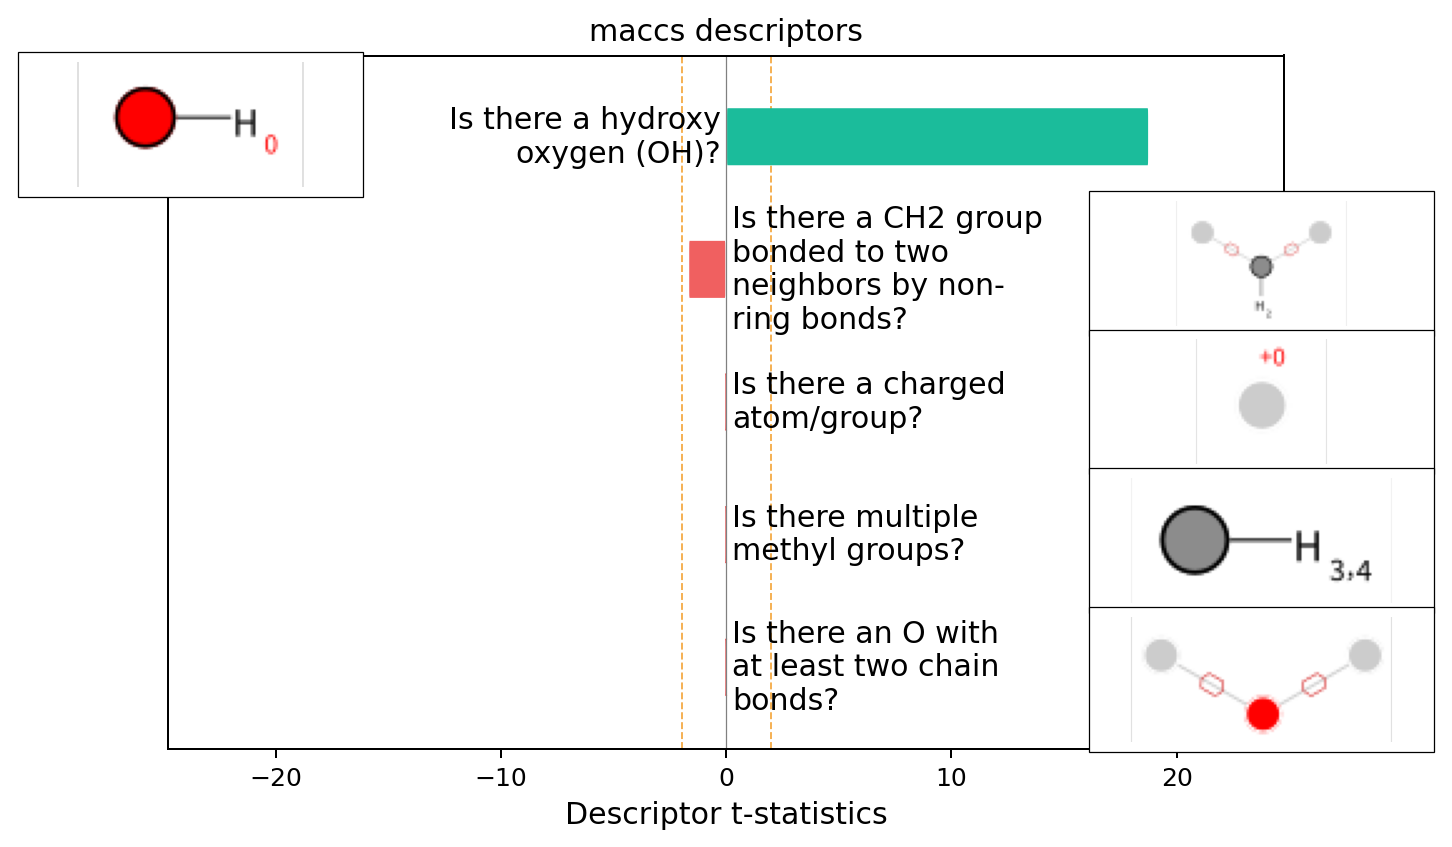 maccs descriptors
H
0
Is there a hydroxy
oxygen (OH)?
Is there a CH2 group
bonded to two
neighbors by non-
ring bonds?
H
2
Is there a charged
atom/group?
+0
Is there multiple
methyl groups?
H
3,4
Is there an O with
at least two chain
bonds?
−20
−10
0
10
20
Descriptor t-statistics